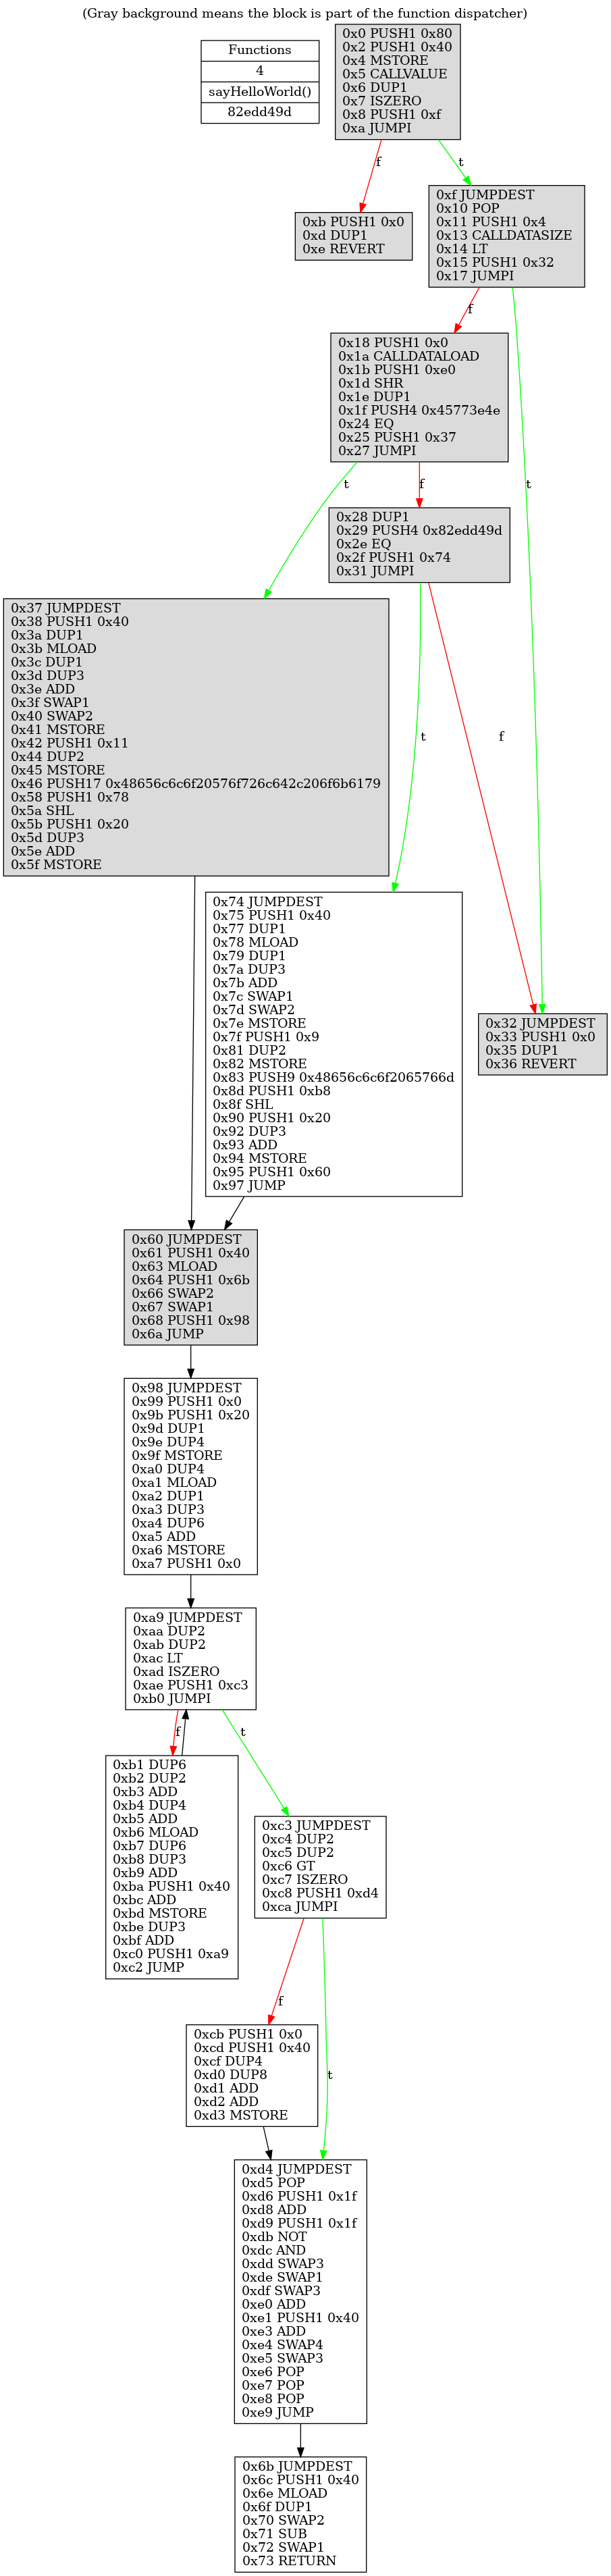 (Gray background means the block is part of the function dispatcher)
Functions
4
sayHelloWorld()
82edd49d
0x0 PUSH1 0x80
0x2 PUSH1 0x40
0x4 MSTORE
0x5 CALLVALUE
0x6 DUP1
0x7 ISZERO
0x8 PUSH1 0xf
0xa JUMPI
f
t
0xb PUSH1 0x0
0xd DUP1
0xe REVERT
0xf JUMPDEST
0x10 POP
0x11 PUSH1 0x4
0x13 CALLDATASIZE
0x14 LT
0x15 PUSH1 0x32
0x17 JUMPI
f
0x18 PUSH1 0x0
0x1a CALLDATALOAD
0x1b PUSH1 0xe0
0x1d SHR
0x1e DUP1
0x1f PUSH4 0x45773e4e
0x24 EQ
0x25 PUSH1 0x37
0x27 JUMPI
t
f
t
0x28 DUP1
0x29 PUSH4 0x82edd49d
0x2e EQ
0x2f PUSH1 0x74
0x31 JUMPI
0x37 JUMPDEST
0x38 PUSH1 0x40
0x3a DUP1
0x3b MLOAD
0x3c DUP1
0x3d DUP3
0x3e ADD
0x3f SWAP1
0x40 SWAP2
0x41 MSTORE
0x42 PUSH1 0x11
0x44 DUP2
0x45 MSTORE
0x46 PUSH17 0x48656c6c6f20576f726c642c206f6b6179
0x58 PUSH1 0x78
0x5a SHL
0x5b PUSH1 0x20
0x5d DUP3
0x5e ADD
0x5f MSTORE
t
f
0x74 JUMPDEST
0x75 PUSH1 0x40
0x77 DUP1
0x78 MLOAD
0x79 DUP1
0x7a DUP3
0x7b ADD
0x7c SWAP1
0x7d SWAP2
0x7e MSTORE
0x7f PUSH1 0x9
0x81 DUP2
0x82 MSTORE
0x83 PUSH9 0x48656c6c6f2065766d
0x8d PUSH1 0xb8
0x8f SHL
0x90 PUSH1 0x20
0x92 DUP3
0x93 ADD
0x94 MSTORE
0x95 PUSH1 0x60
0x97 JUMP
0x32 JUMPDEST
0x33 PUSH1 0x0
0x35 DUP1
0x36 REVERT
0x60 JUMPDEST
0x61 PUSH1 0x40
0x63 MLOAD
0x64 PUSH1 0x6b
0x66 SWAP2
0x67 SWAP1
0x68 PUSH1 0x98
0x6a JUMP
0x98 JUMPDEST
0x99 PUSH1 0x0
0x9b PUSH1 0x20
0x9d DUP1
0x9e DUP4
0x9f MSTORE
0xa0 DUP4
0xa1 MLOAD
0xa2 DUP1
0xa3 DUP3
0xa4 DUP6
0xa5 ADD
0xa6 MSTORE
0xa7 PUSH1 0x0
0xa9 JUMPDEST
0xaa DUP2
0xab DUP2
0xac LT
0xad ISZERO
0xae PUSH1 0xc3
0xb0 JUMPI
f
t
0xb1 DUP6
0xb2 DUP2
0xb3 ADD
0xb4 DUP4
0xb5 ADD
0xb6 MLOAD
0xb7 DUP6
0xb8 DUP3
0xb9 ADD
0xba PUSH1 0x40
0xbc ADD
0xbd MSTORE
0xbe DUP3
0xbf ADD
0xc0 PUSH1 0xa9
0xc2 JUMP
0xc3 JUMPDEST
0xc4 DUP2
0xc5 DUP2
0xc6 GT
0xc7 ISZERO
0xc8 PUSH1 0xd4
0xca JUMPI
f
t
0xcb PUSH1 0x0
0xcd PUSH1 0x40
0xcf DUP4
0xd0 DUP8
0xd1 ADD
0xd2 ADD
0xd3 MSTORE
0xd4 JUMPDEST
0xd5 POP
0xd6 PUSH1 0x1f
0xd8 ADD
0xd9 PUSH1 0x1f
0xdb NOT
0xdc AND
0xdd SWAP3
0xde SWAP1
0xdf SWAP3
0xe0 ADD
0xe1 PUSH1 0x40
0xe3 ADD
0xe4 SWAP4
0xe5 SWAP3
0xe6 POP
0xe7 POP
0xe8 POP
0xe9 JUMP
0x6b JUMPDEST
0x6c PUSH1 0x40
0x6e MLOAD
0x6f DUP1
0x70 SWAP2
0x71 SUB
0x72 SWAP1
0x73 RETURN